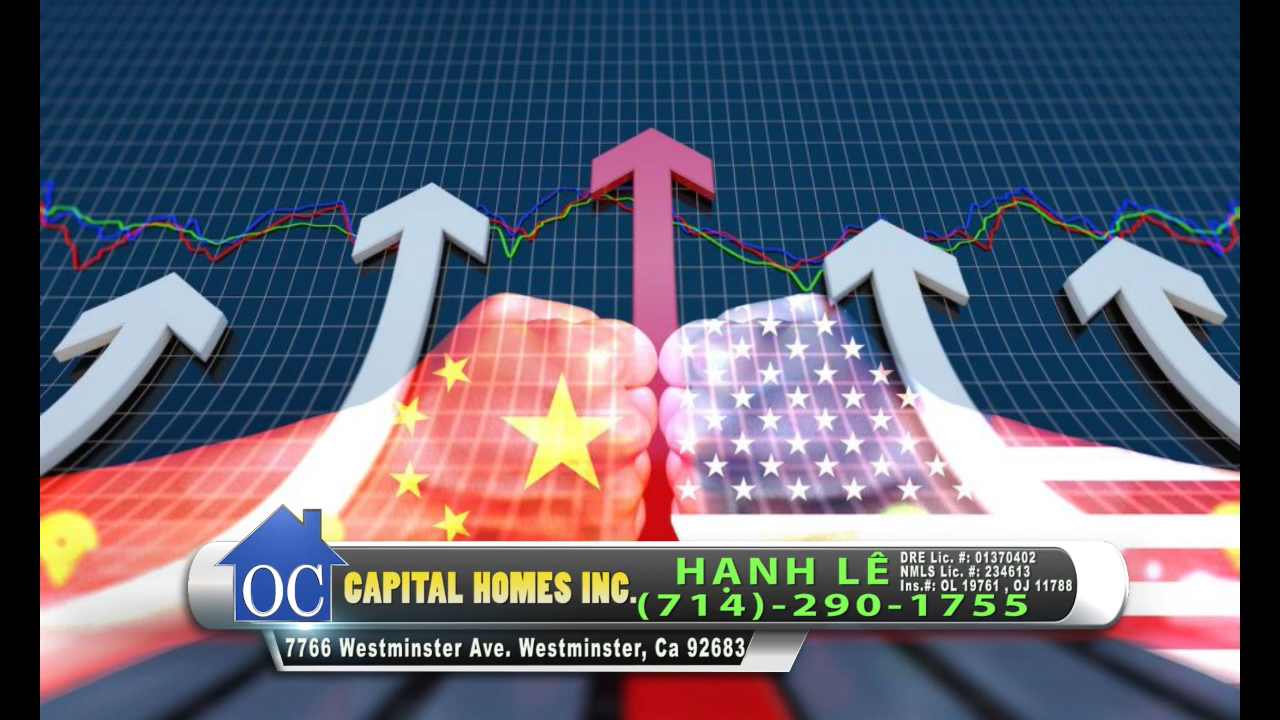 OC
CAPITAL HOMES INC.
HẠNH LÊ
(714)-290-1755
DRE Lic. #: 01370402
NMLS Lic. #: 234613
Ins.#: OL 19761 , OJ 11788
7766 Westminster Ave. Westminster, Ca 92683